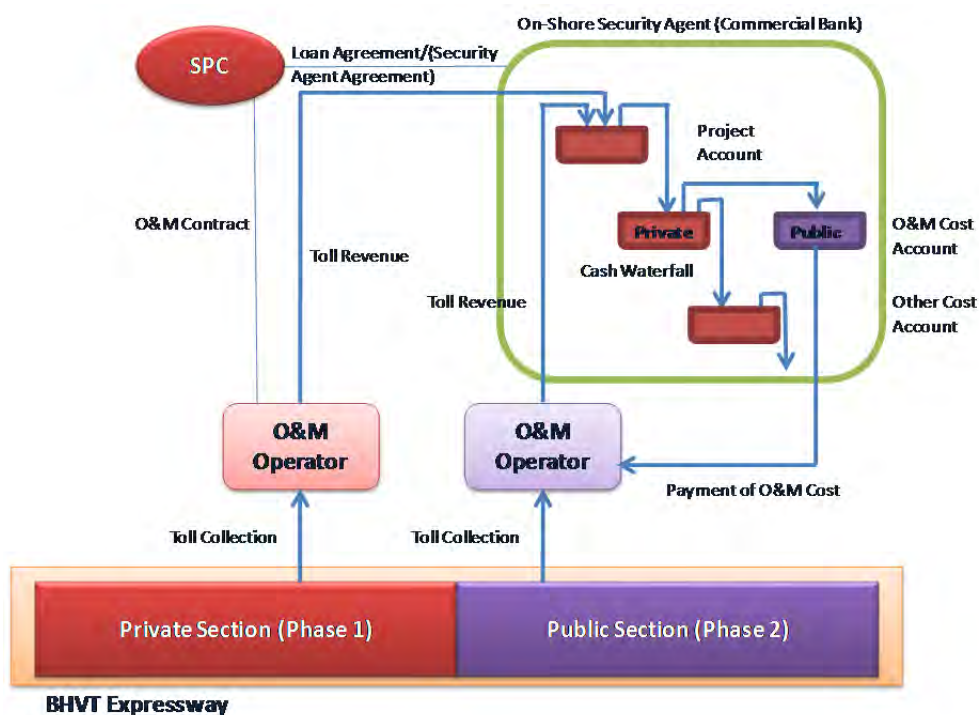 On-Shore Security Agent (Commercial Bank)
SPC
Loan Agreement/(Security
Agent Agreement)
Project
Account
O&M Contract
Private
Public
O&M Cost
Account
Toll Revenue
Cash Waterfall
Toll Revenue
Other Cost
Account
O&M
Operator
O&M
Operator
Payment of O&M Cost
Toll Collection
Toll Collection
Private Section (Phase 1)
Public Section (Phase 2)
BHVT Expressway